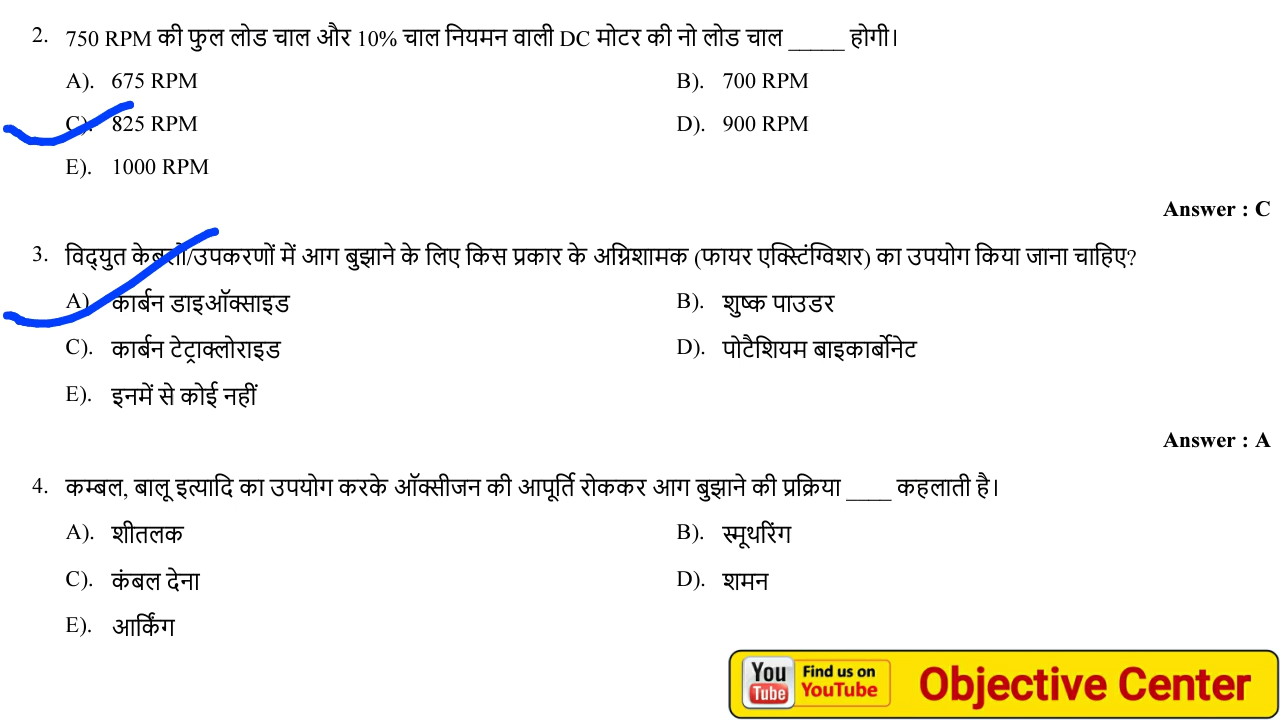 2. 750 RPM की फुल लोड चाल और 10% चाल नियमन वाली DC मोटर की नो लोड चाल _____ होगी।
A). 675 RPM B). 700 RPM
C). 825 RPM D). 900 RPM
E). 1000 RPM
Answer : C
3. विद्युत केबलों/उपकरणों में आग बुझाने के लिए किस प्रकार के अग्निशामक (फायर एक्स्टिंग्विशर) का उपयोग किया जाना चाहिए?
A). कार्बन डाइऑक्साइड B). शुष्क पाउडर
C). कार्बन टेट्राक्लोराइड D). पोटैशियम बाइकार्बोनेट
E). इनमें से कोई नहीं
Answer : A
4. कम्बल, बालू इत्यादि का उपयोग करके ऑक्सीजन की आपूर्ति रोककर आग बुझाने की प्रक्रिया ____ कहलाती है।
A). शीतलक B). स्मूथरिंग
C). कंबल देना D). शमन
E). आर्किंग
You Tube Find us on YouTube Objective Center